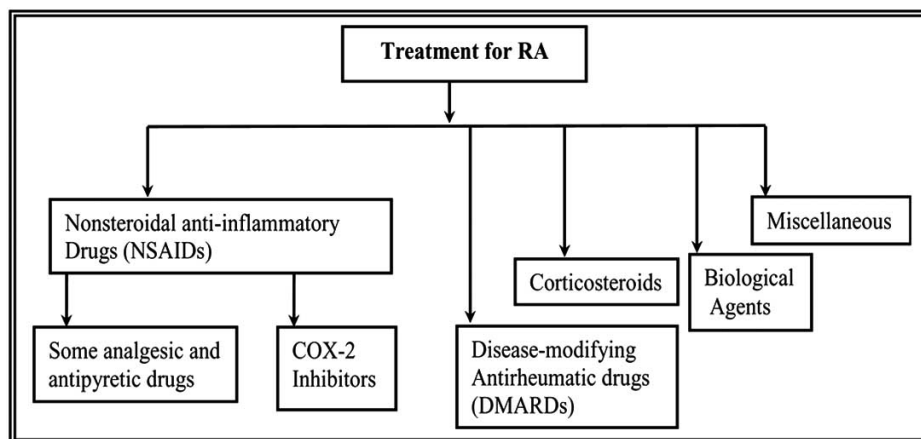 Treatment for RA
Nonsteroidal anti-inflammatory
Drugs (NSAIDs)
Miscellaneous
Corticosteroids
Biological
Agents
Some analgesic and
antipyretic drugs
COX-2
Inhibitors
Disease-modifying
Antirheumatic drugs
(DMARDs)